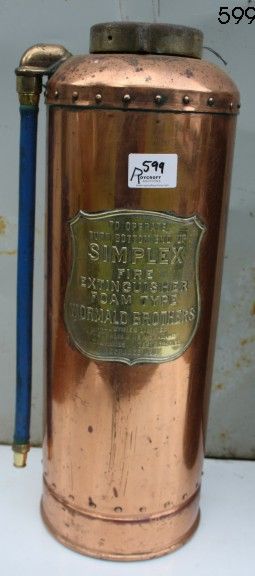 599
599
ROYCROFT
TO OPERATE
TURN BOTTOM END UP
SIMPLEX
FIRE
EXTINGUISHER
FOAM TYPE
WORMALD BROTHERS